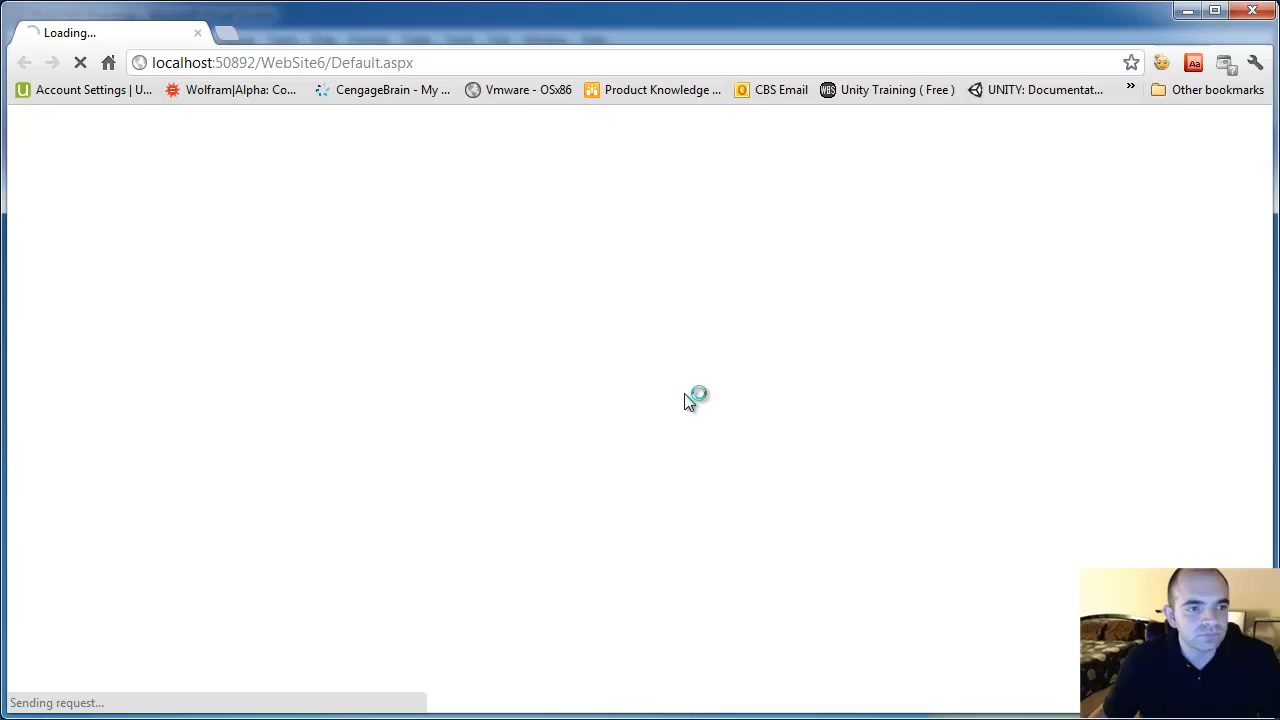 Loading...
localhost:50892/WebSite6/Default.aspx
Account Settings | U... Wolfram|Alpha: Co... CengageBrain - My ... Vmware - OSx86 Product Knowledge ... CBS Email WBS Unity Training ( Free ) UNITY: Documentat... » Other bookmarks
Sending request...